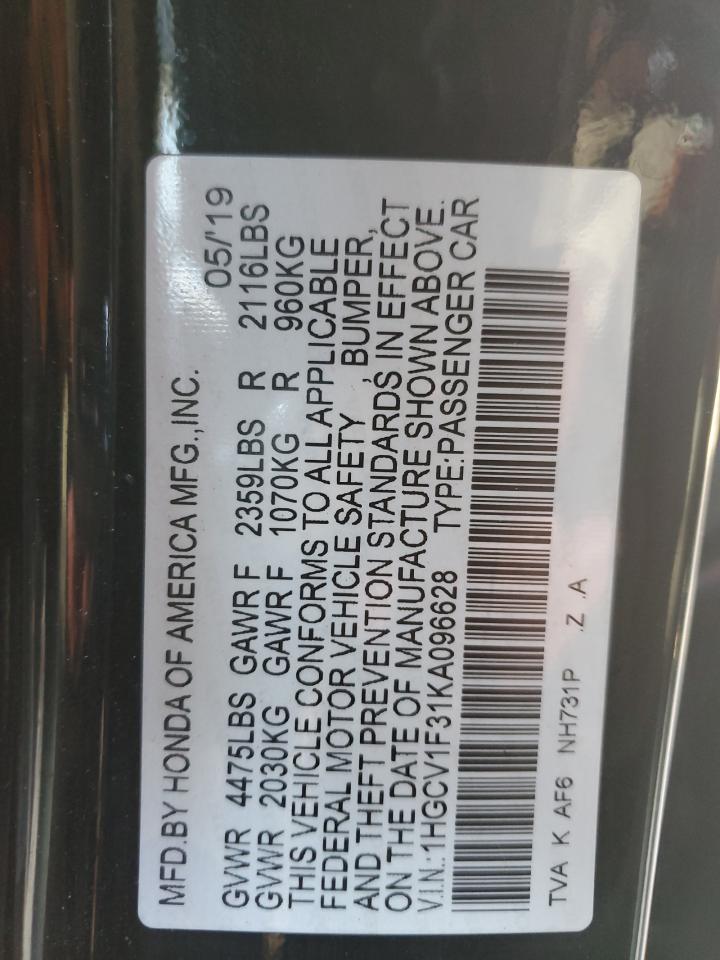 MFD.BY HONDA OF AMERICA MFG.,INC.
05/'19
GVWR 4475LBS GAWR F 2359LBS R 2116LBS
GVWR 2030KG GAWR F 1070KG R 960KG
THIS VEHICLE CONFORMS TO ALL APPLICABLE
FEDERAL MOTOR VEHICLE SAFETY , BUMPER,
AND THEFT PREVENTION STANDARDS IN EFFECT
ON THE DATE OF MANUFACTURE SHOWN ABOVE.
V.I.N.:1HGCV1F31KA096628 TYPE:PASSENGER CAR
TVA K AF6 NH731P .Z .A